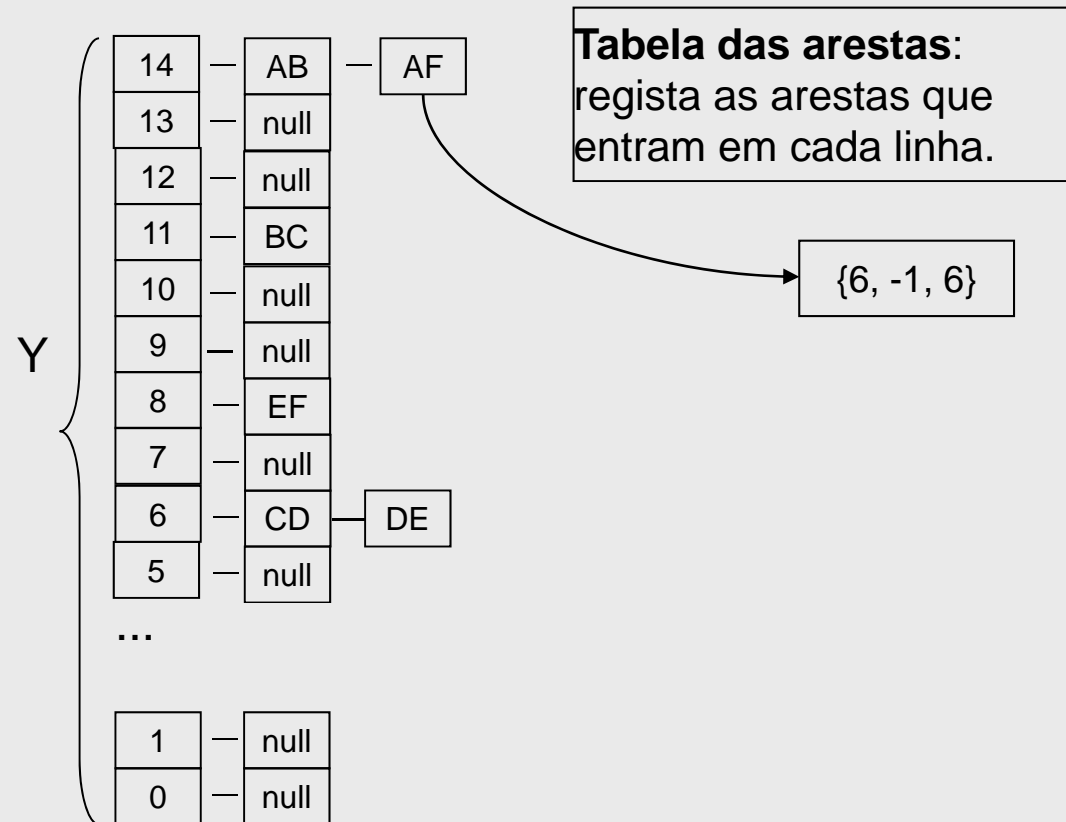 Tabela das arestas:
regista as arestas que
entram em cada linha.
14 AB AF
13 null
12 null
11 BC
{6, -1, 6}
10 null
Y
9 null
8 EF
7 null
6 CD DE
5 null
...
1 null
0 null